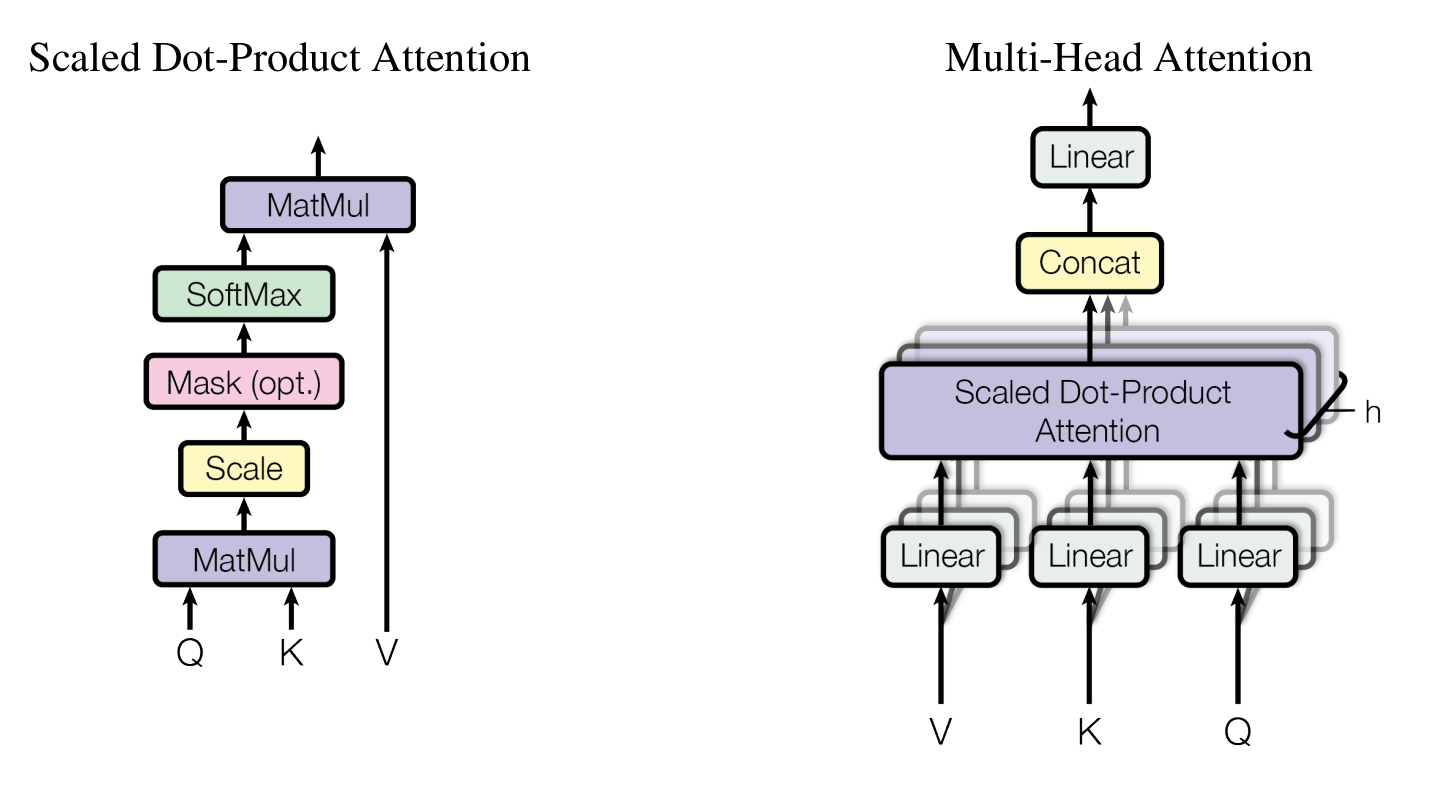 Scaled Dot-Product Attention
MatMul
SoftMax
Mask (opt.)
Scale
MatMul
Q K V
Multi-Head Attention
Linear
Concat
Scaled Dot-Product
Attention
h
Linear Linear Linear
V K Q